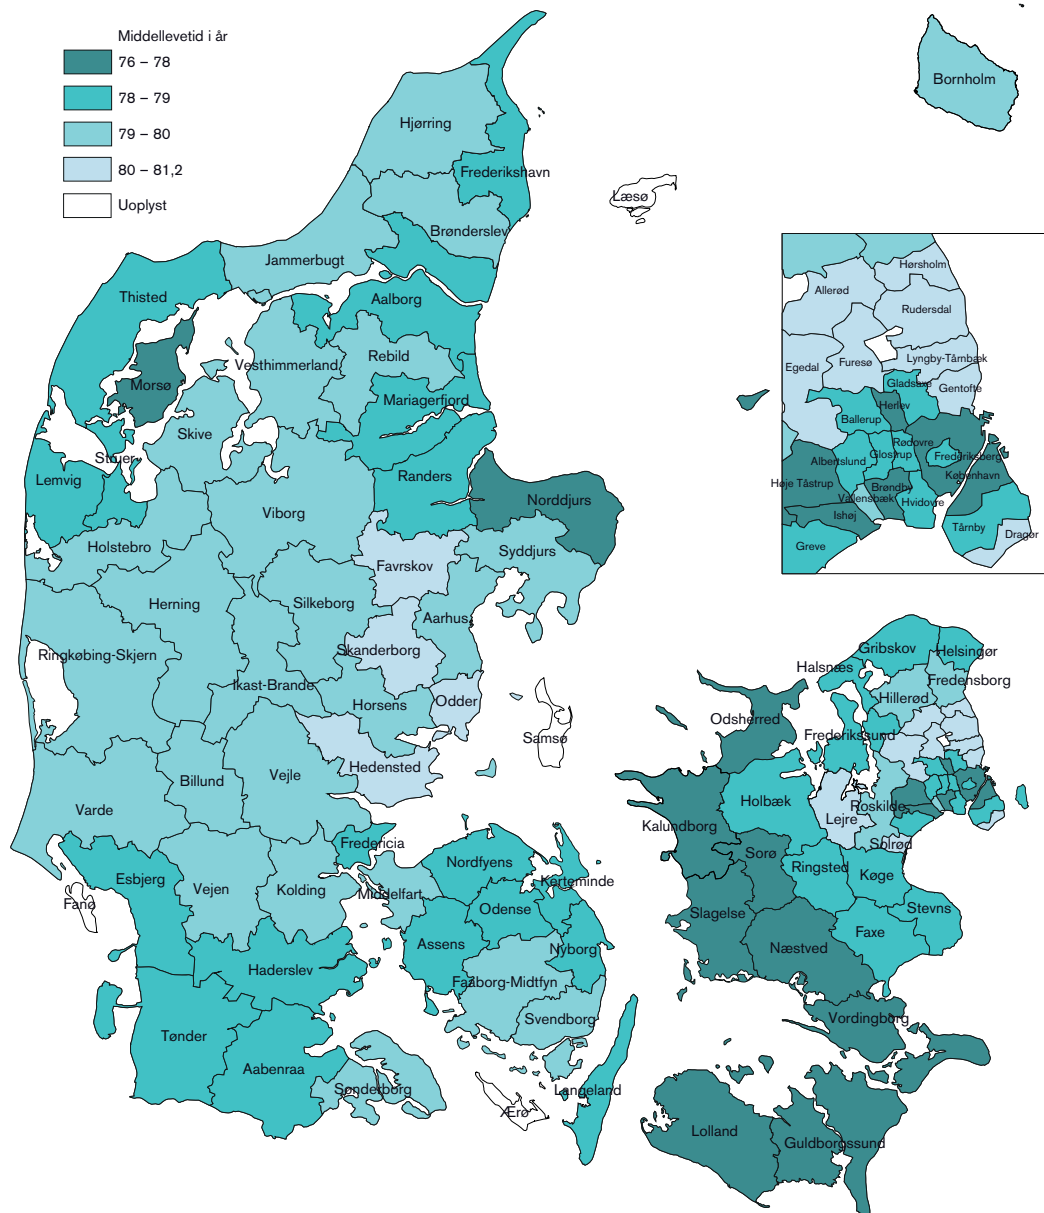 Middellevetid i år
76 – 78
78 – 79
79 – 80
80 – 81,2
Uoplyst
Bornholm
Hjørring
Frederikshavn
Læsø
Brønderslev
Jammerbugt
Thisted
Aalborg
Rebild
Vesthimmerland
Morsø
Mariagerfjord
Skive
Struer
Lemvig
Randers
Norddjurs
Viborg
Holstebro
Syddjurs
Favrskov
Herning
Silkeborg
Aarhus
Skanderborg
Ringkøbing-Skjern
Ikast-Brande
Horsens
Odder
Samsø
Hedensted
Billund
Vejle
Varde
Fredericia
Esbjerg
Vejen
Kolding
Fanø
Middelfart
Nordfyens
Kerteminde
Odense
Assens
Nyborg
Haderslev
Faaborg-Midtfyn
Svendborg
Tønder
Aabenraa
Sønderborg
Langeland
Ærø
Hørsholm
Allerød
Rudersdal
Lyngby-Tårnbæk
Furesø
Egedal
Gladsaxe
Gentofte
Herlev
Ballerup
Rødovre
Glostrup
Frederiksberg
Albertslund
København
Høje Tåstrup
Brøndby
Vallensbæk
Hvidovre
Ishøj
Tårnby
Dragør
Greve
Gribskov
Helsingør
Halsnæs
Fredensborg
Hillerød
Odsherred
Frederikssund
Holbæk
Roskilde
Lejre
Kalundborg
Solrød
Sorø
Ringsted
Køge
Slagelse
Stevns
Faxe
Næstved
Vordingborg
Lolland
Guldborgssund